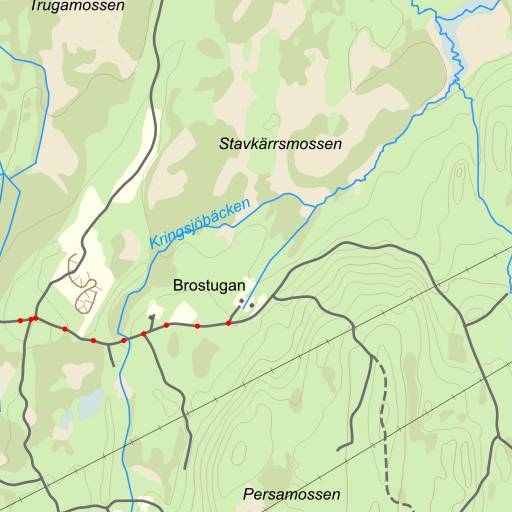 Trugamossen
Stavkärrsmossen
Kringsjöbäcken
Brostugan
Persamossen